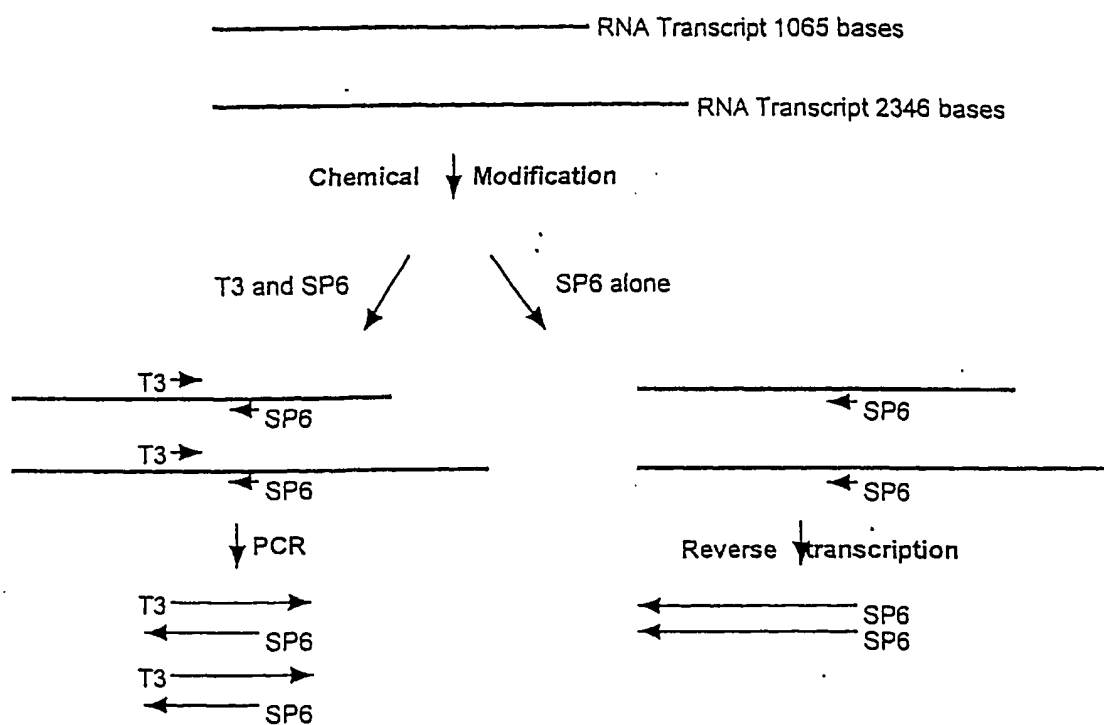 RNA Transcript 1065 bases
RNA Transcript 2346 bases
Chemical Modification
T3 and SP6
SP6 alone
T3
SP6
T3
SP6
SP6
SP6
PCR
Reverse transcription
T3
SP6
T3
SP6
SP6
SP6